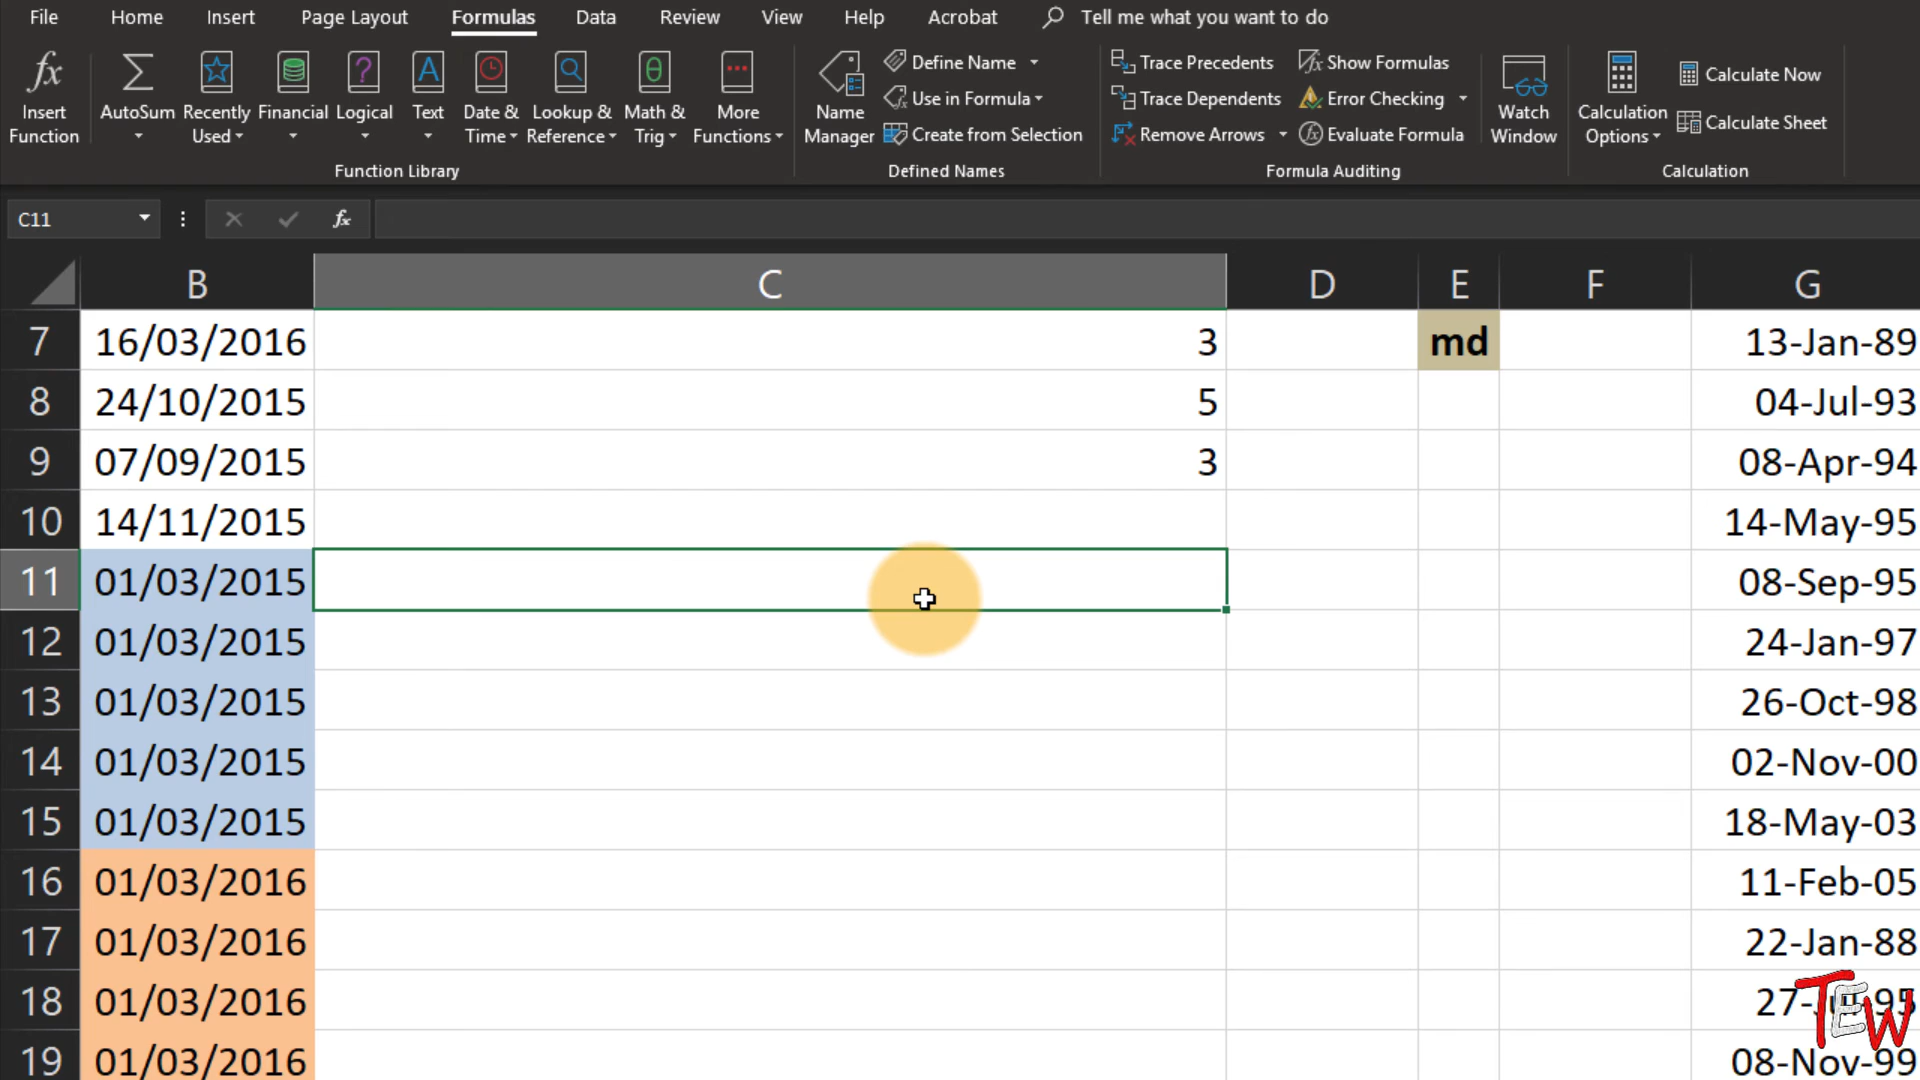 File Home Insert Page Layout Formulas Data Review View Help Acrobat Tell me what you want to do
fx Insert Function
AutoSum
Recently Used
Financial
Logical
Text
Date & Time
Lookup & Reference
Math & Trig
More Functions
Function Library
Name Manager
Define Name
Use in Formula
Create from Selection
Defined Names
Trace Precedents
Trace Dependents
Remove Arrows
Show Formulas
Error Checking
Evaluate Formula
Formula Auditing
Watch Window
Calculation Options
Calculate Now
Calculate Sheet
Calculation
C11 fx
B C D E F G
7 16/03/2016 3 md 13-Jan-89
8 24/10/2015 5 04-Jul-93
9 07/09/2015 3 08-Apr-94
10 14/11/2015 14-May-95
11 01/03/2015 08-Sep-95
12 01/03/2015 24-Jan-97
13 01/03/2015 26-Oct-98
14 01/03/2015 02-Nov-00
15 01/03/2015 18-May-03
16 01/03/2016 11-Feb-05
17 01/03/2016 22-Jan-88
18 01/03/2016
19 01/03/2016 08-Nov-99
TEW